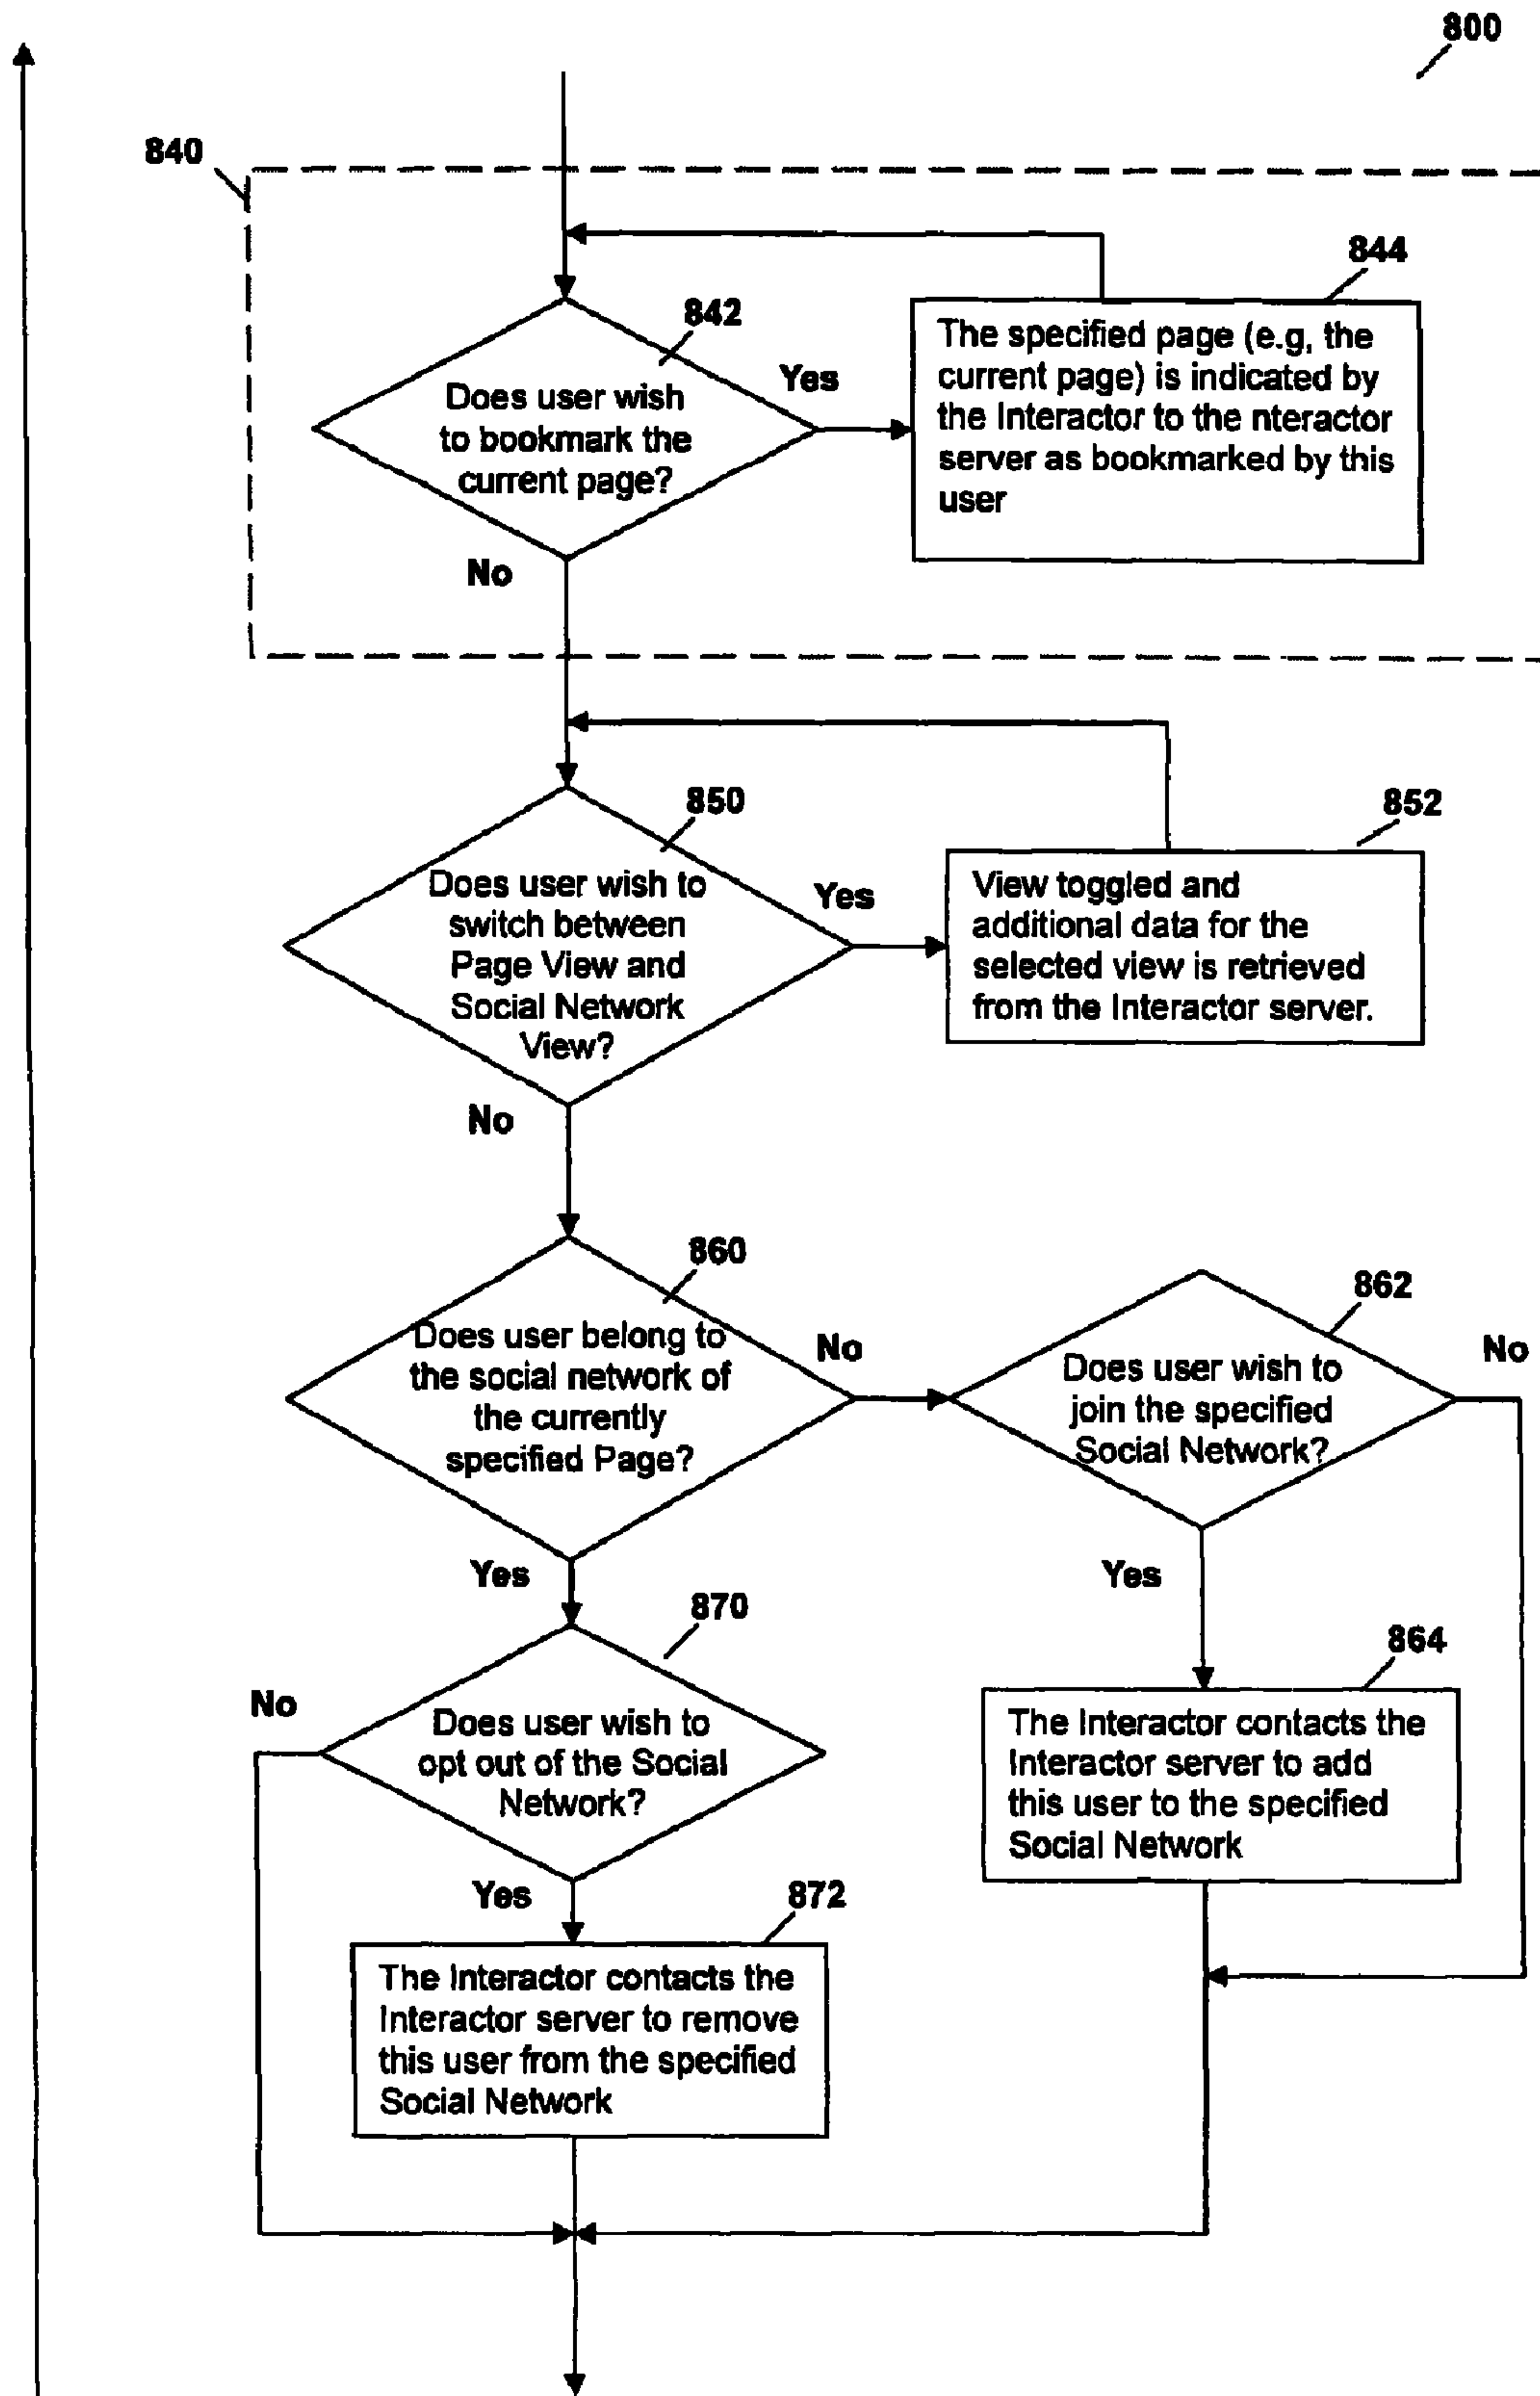 800
840
842
Does user wish
to bookmark the
current page?
Yes
No
844
The specified page (e.g, the
current page) is indicated by
the Interactor to the nteractor
server as bookmarked by this
user
850
Does user wish to
switch between
Page View and
Social Network
View?
Yes
No
852
View toggled and
additional data for the
selected view is retrieved
from the Interactor server.
860
Does user belong to
the social network of
the currently
specified Page?
No
Yes
862
Does user wish to
join the specified
Social Network?
No
Yes
864
The Interactor contacts the
Interactor server to add
this user to the specified
Social Network
870
Does user wish to
opt out of the Social
Network?
No
Yes
872
The Interactor contacts the
Interactor server to remove
this user from the specified
Social Network